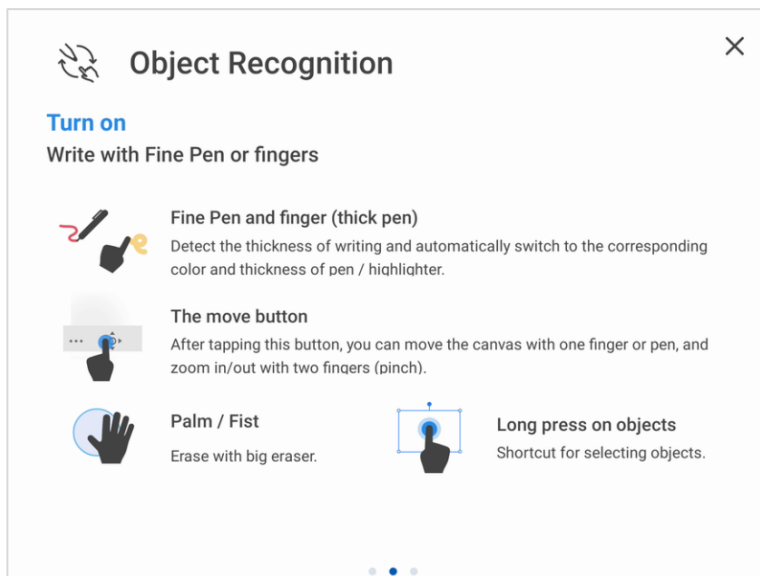 Object Recognition
Turn on
Write with Fine Pen or fingers
Fine Pen and finger (thick pen)
Detect the thickness of writing and automatically switch to the corresponding
color and thickness of pen / highlighter.
The move button
After tapping this button, you can move the canvas with one finger or pen, and
zoom in/out with two fingers (pinch).
Palm / Fist
Erase with big eraser.
Long press on objects
Shortcut for selecting objects.